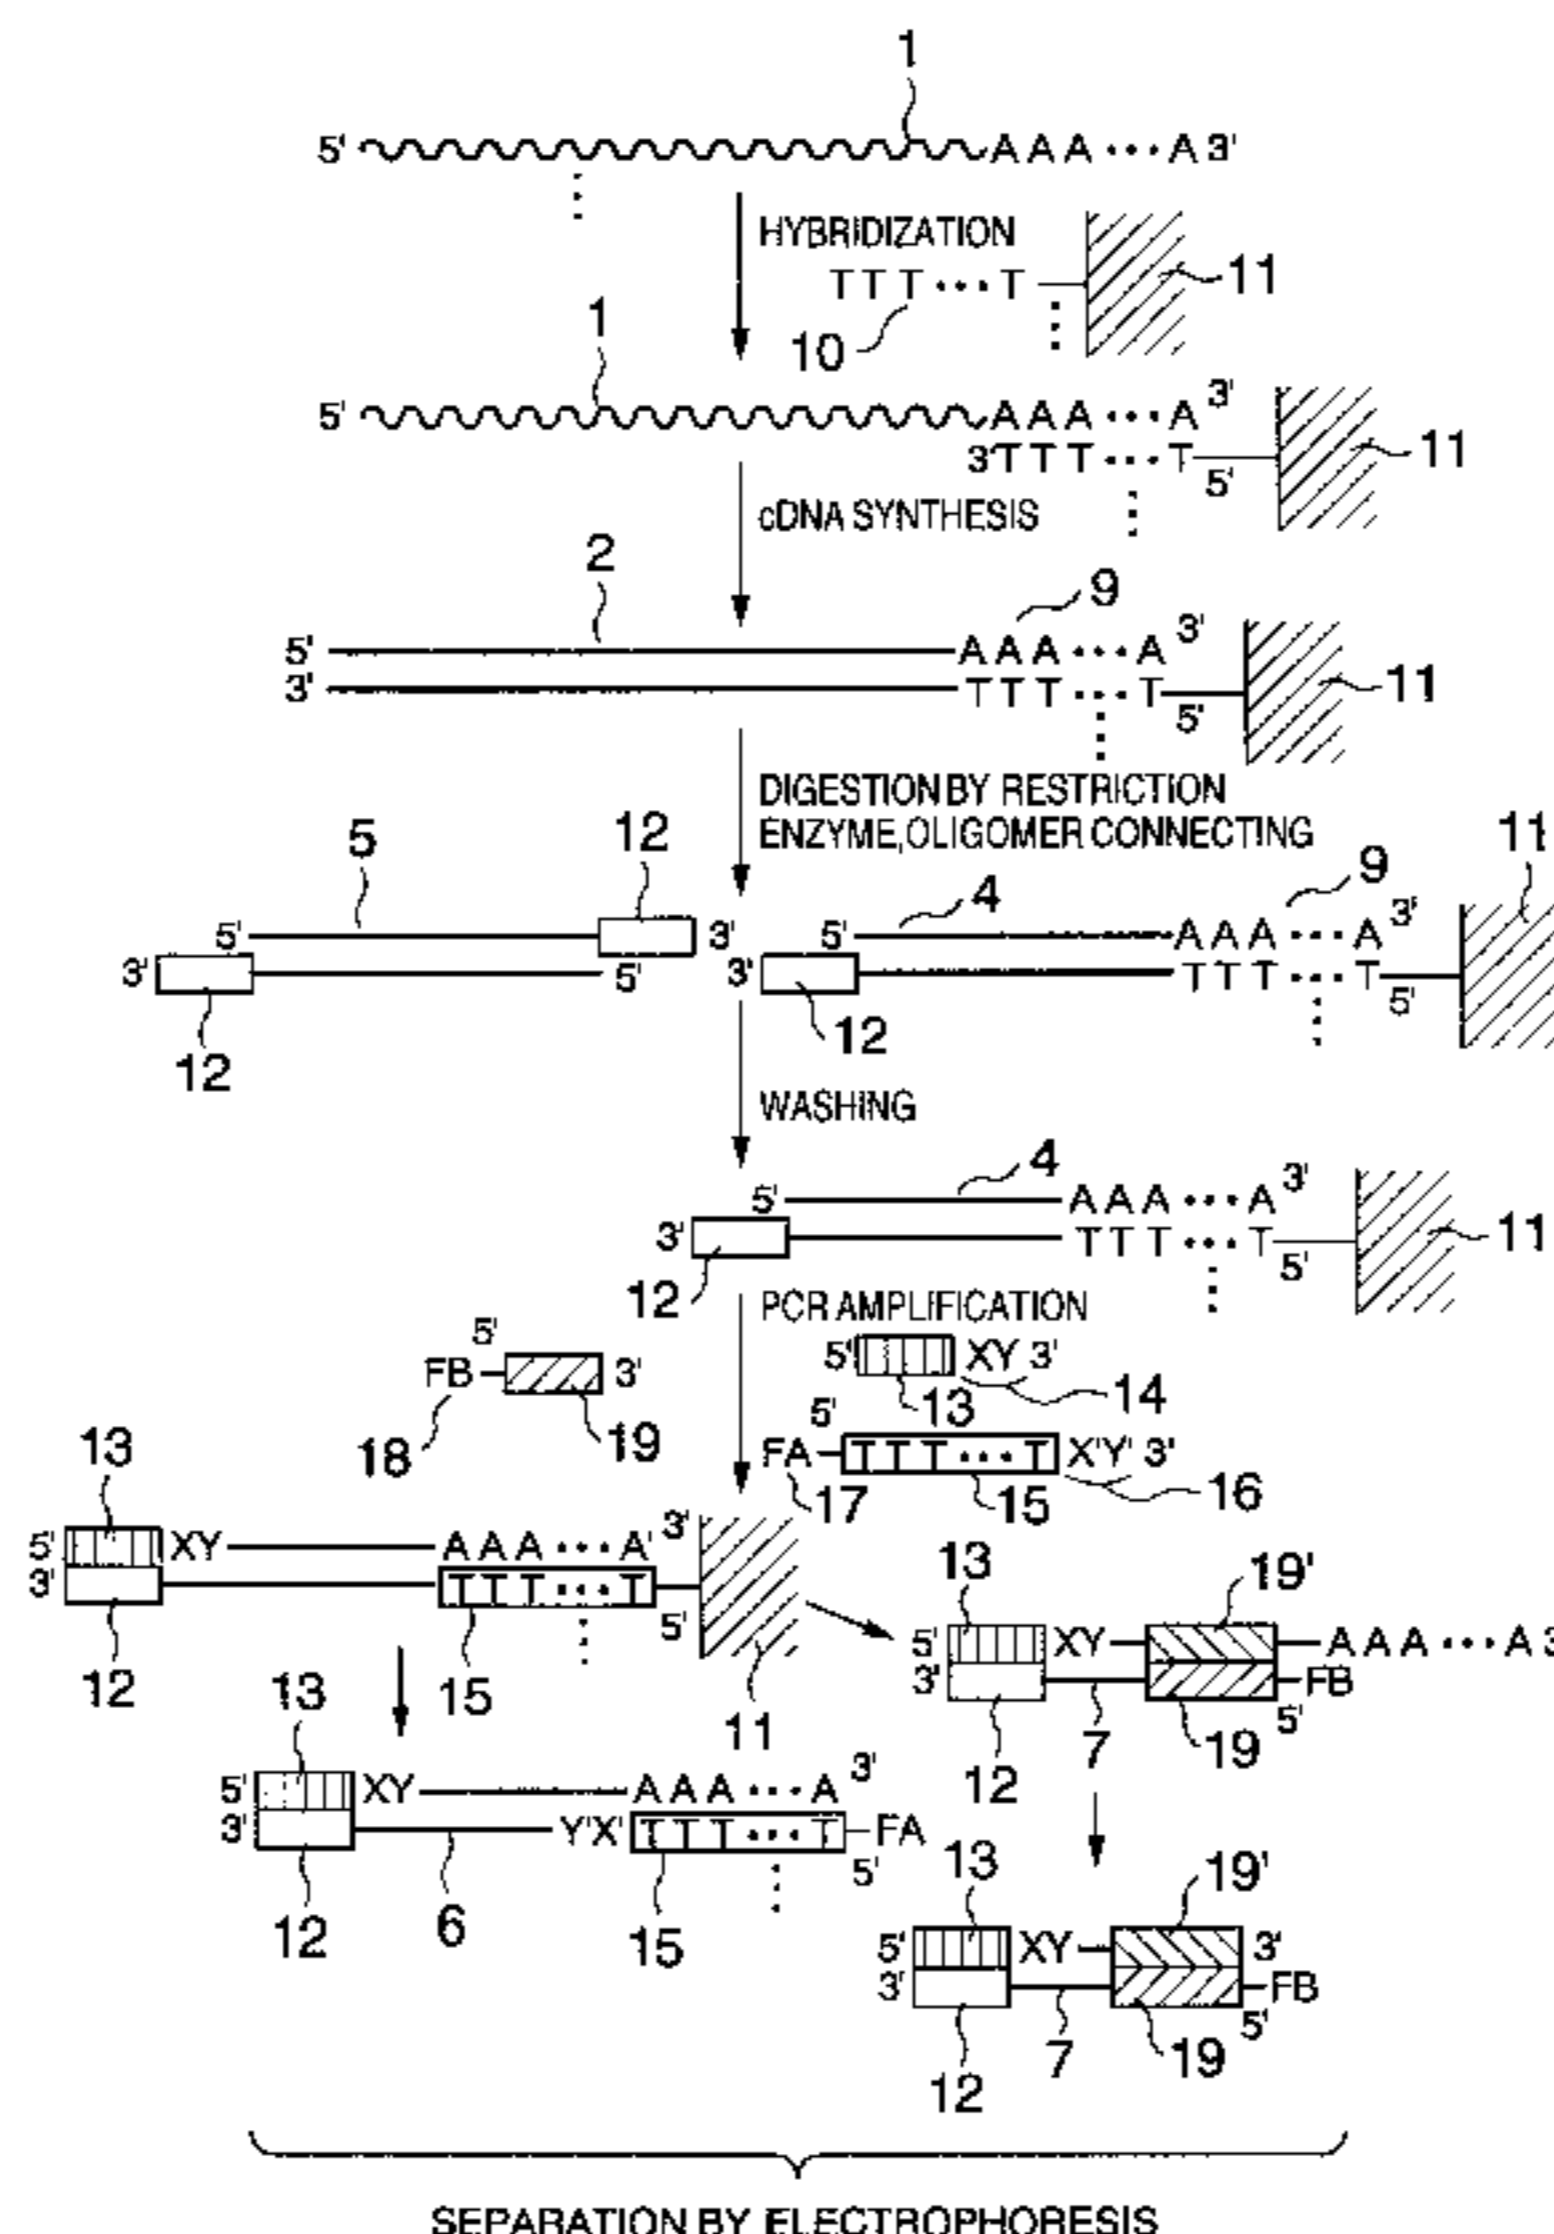 1
5' AAA···A 3'
HYBRIDIZATION
TTT···T
11
10
1
5' AAA···A 3'
3'TTT···T 5'
11
cDNA SYNTHESIS
2
9
5' AAA···A 3'
3' TTT···T 5'
11
DIGESTION BY RESTRICTION
ENZYME, OLIGOMER CONNECTING
5 12 4 9 11
5' 3' 5' AAA···A 3'
3' 5' 3' TTT···T 5'
12 12
WASHING
4
5' AAA···A 3'
3' TTT···T 5'
11
12
PCR AMPLIFICATION
5' XY 3'
13 14
5'
FB 3'
18 19
5'
FA TTT···T X'Y' 3'
17 15 16
13
5' XY AAA···A' 3'
3' TTT···T 5'
12 15 11
13 19'
5' XY AAA···A 3
3' FB
5'
12 7 19
13
5' XY AAA···A 3'
3' Y'X' TTT···T FA
5'
12 6 15
13 19'
5' XY 3'
3' FB
5'
12 7 19
SEPARATION BY ELECTROPHORESIS